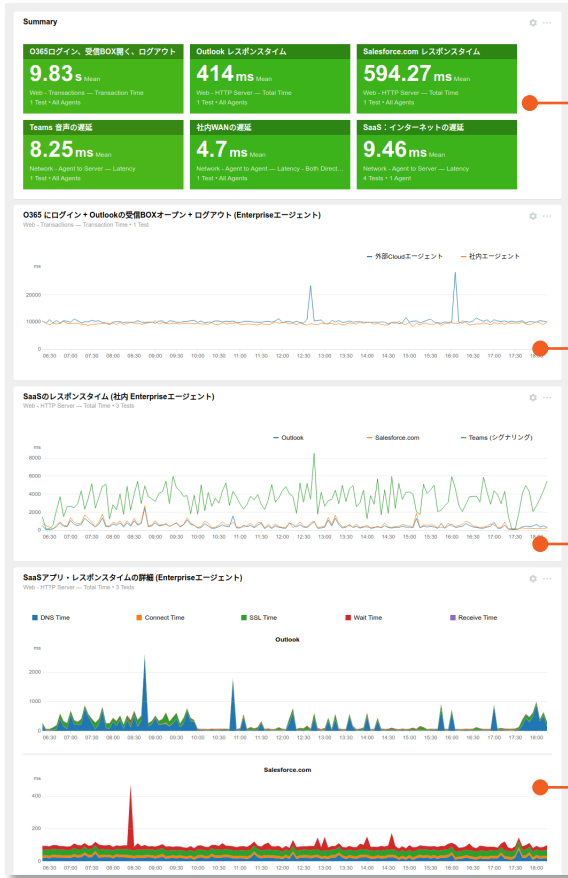 Summary
O365ログイン、受信BOX開く、ログアウト
9.83 s Mean
Web - Transactions — Transaction Time
1 Test • All Agents
Outlook レスポンスタイム
414 ms Mean
Web - HTTP Server — Total Time
1 Test • All Agents
Salesforce.com レスポンスタイム
594.27 ms Mean
Web - HTTP Server — Total Time
1 Test • All Agents
Teams 音声の遅延
8.25 ms Mean
Network - Agent to Server — Latency
1 Test • All Agents
社内WANの遅延
4.7 ms Mean
Network - Agent to Agent — Latency - Both Direct...
1 Test • All Agents
SaaS：インターネットの遅延
9.46 ms Mean
Network - Agent to Server — Latency
4 Tests • 1 Agent
O365 にログイン + Outlookの受信BOXオープン + ログアウト (Enterpriseエージェント)
Web - Transactions — Transaction Time • 1 Test
外部Cloudエージェント 社内エージェント
ms
20000
10000
0
06:30 07:00 07:30 08:00 08:30 09:00 09:30 10:00 10:30 11:00 11:30 12:00 12:30 13:00 13:30 14:00 14:30 15:00 15:30 16:00 16:30 17:00 17:30 18:00
SaaSのレスポンスタイム (社内 Enterpriseエージェント)
Web - HTTP Server — Total Time • 3 Tests
Outlook Salesforce.com Teams (シグナリング)
ms
8000
6000
4000
2000
0
06:30 07:00 07:30 08:00 08:30 09:00 09:30 10:00 10:30 11:00 11:30 12:00 12:30 13:00 13:30 14:00 14:30 15:00 15:30 16:00 16:30 17:00 17:30 18:00
SaaSアプリ・レスポンスタイムの詳細 (Enterpriseエージェント)
Web - HTTP Server — Total Time • 3 Tests
DNS Time Connect Time SSL Time Wait Time Receive Time
Outlook
ms
2000
1000
0
06:30 07:00 07:30 08:00 08:30 09:00 09:30 10:00 10:30 11:00 11:30 12:00 12:30 13:00 13:30 14:00 14:30 15:00 15:30 16:00 16:30 17:00 17:30 18:00
Salesforce.com
ms
400
200
0
06:30 07:00 07:30 08:00 08:30 09:00 09:30 10:00 10:30 11:00 11:30 12:00 12:30 13:00 13:30 14:00 14:30 15:00 15:30 16:00 16:30 17:00 17:30 18:00